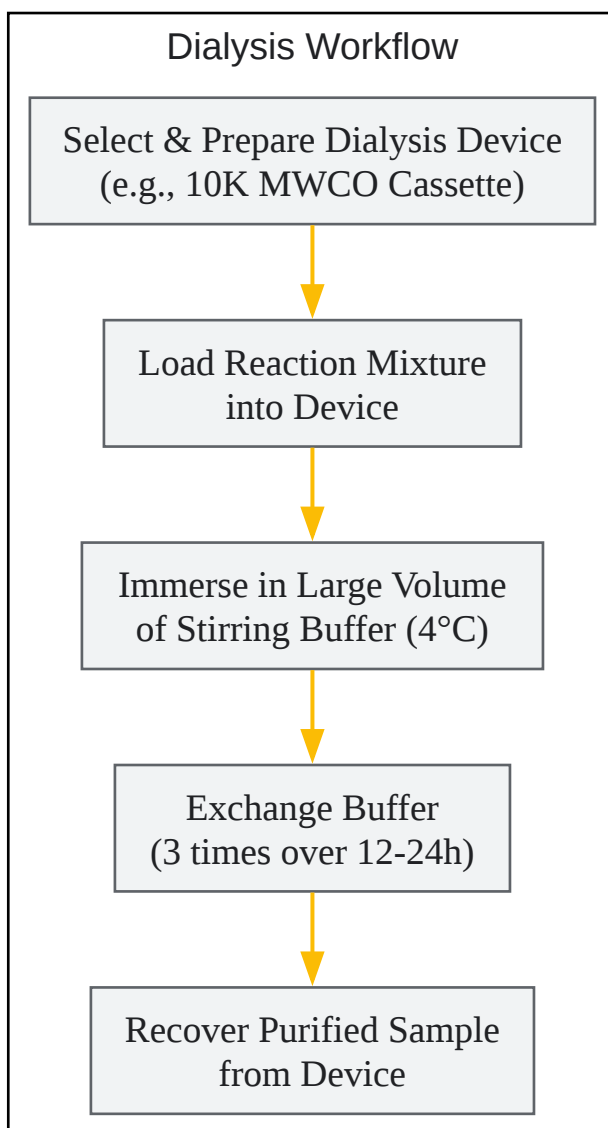 Dialysis Workflow
Select & Prepare Dialysis Device
(e.g., 10K MWCO Cassette)
Load Reaction Mixture
into Device
Immerse in Large Volume
of Stirring Buffer (4°C)
Exchange Buffer
(3 times over 12-24h)
Recover Purified Sample
from Device